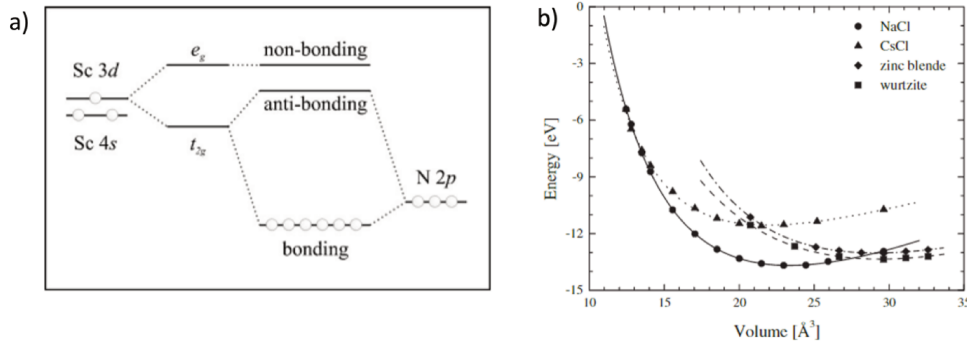 a)
Sc 3d
Sc 4s
e_g
t_2g
non-bonding
anti-bonding
N 2p
bonding
b)
Energy [eV]
0
-3
-6
-9
-12
-15
NaCl
CsCl
zinc blende
wurtzite
10
15
20
25
30
35
Volume [Å³]